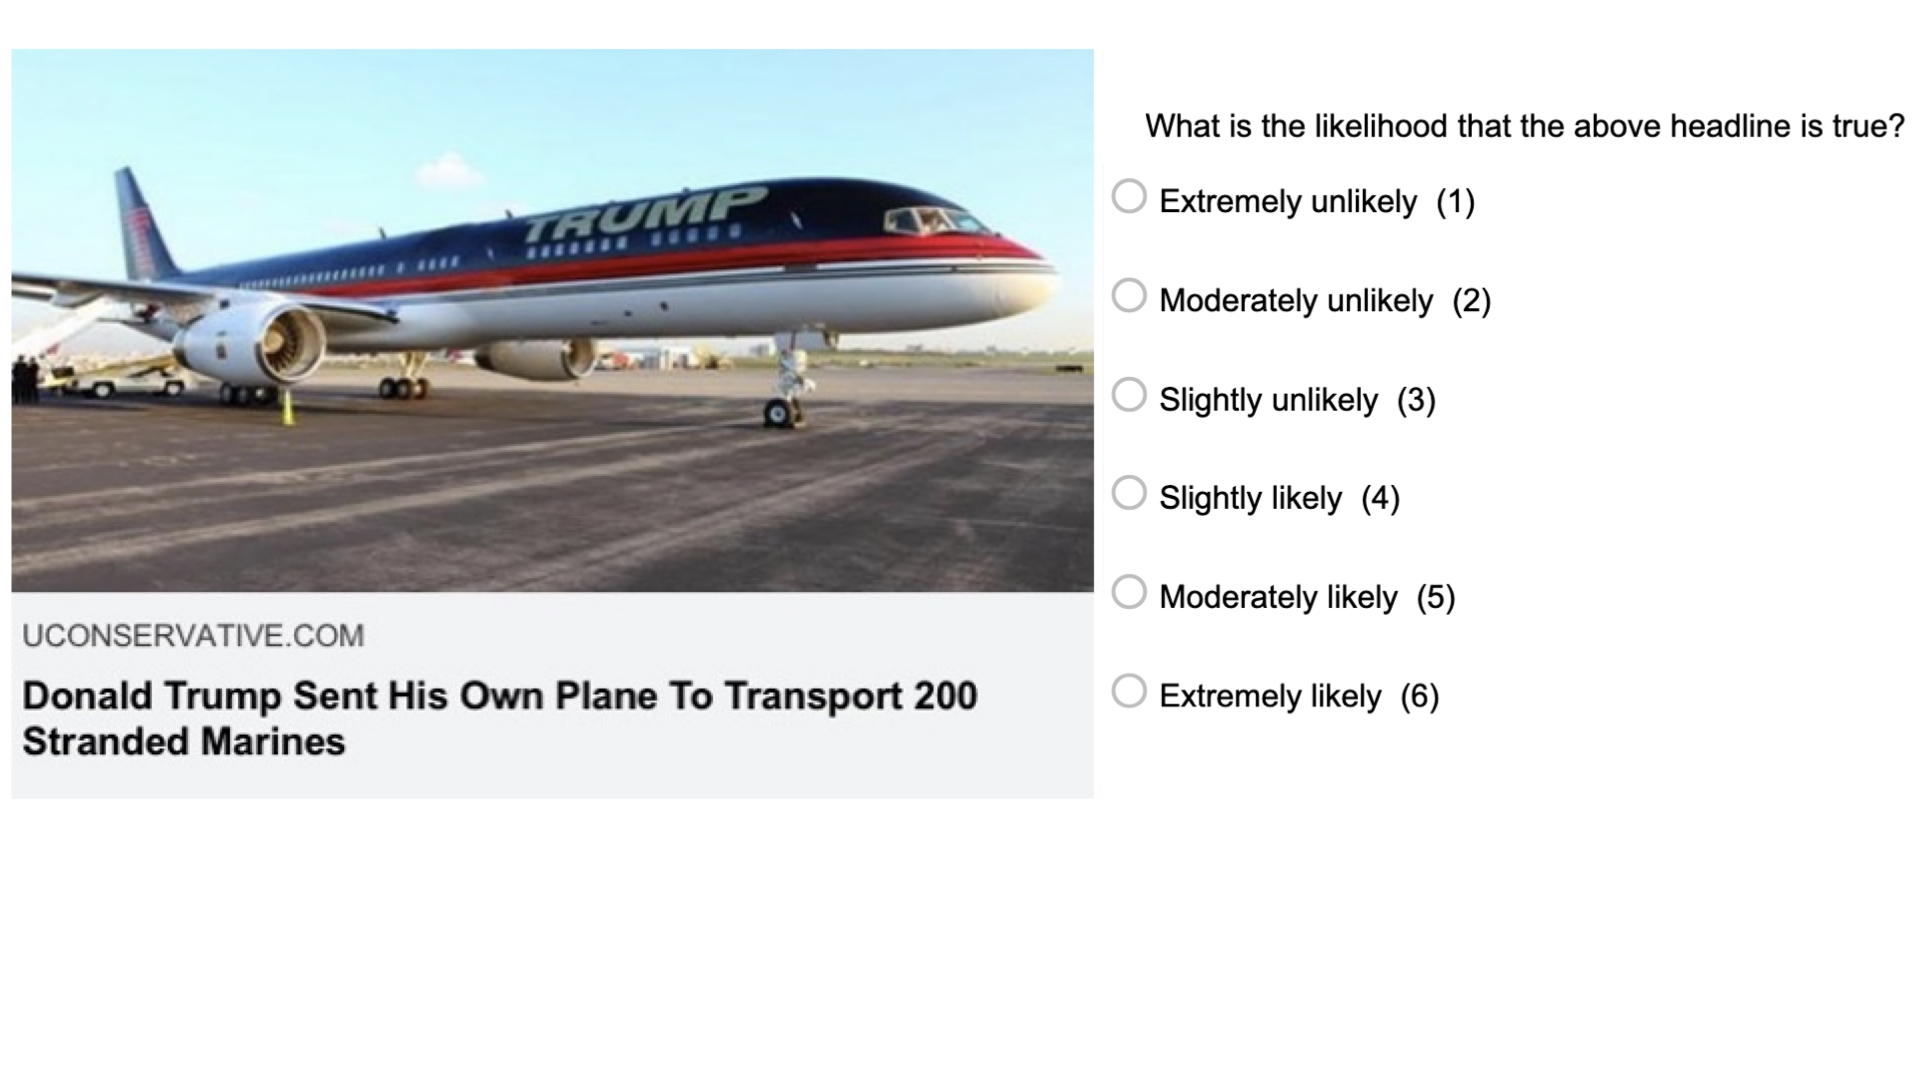 TRUMP
UCONSERVATIVE.COM
Donald Trump Sent His Own Plane To Transport 200
Stranded Marines
What is the likelihood that the above headline is true?
Extremely unlikely (1)
Moderately unlikely (2)
Slightly unlikely (3)
Slightly likely (4)
Moderately likely (5)
Extremely likely (6)